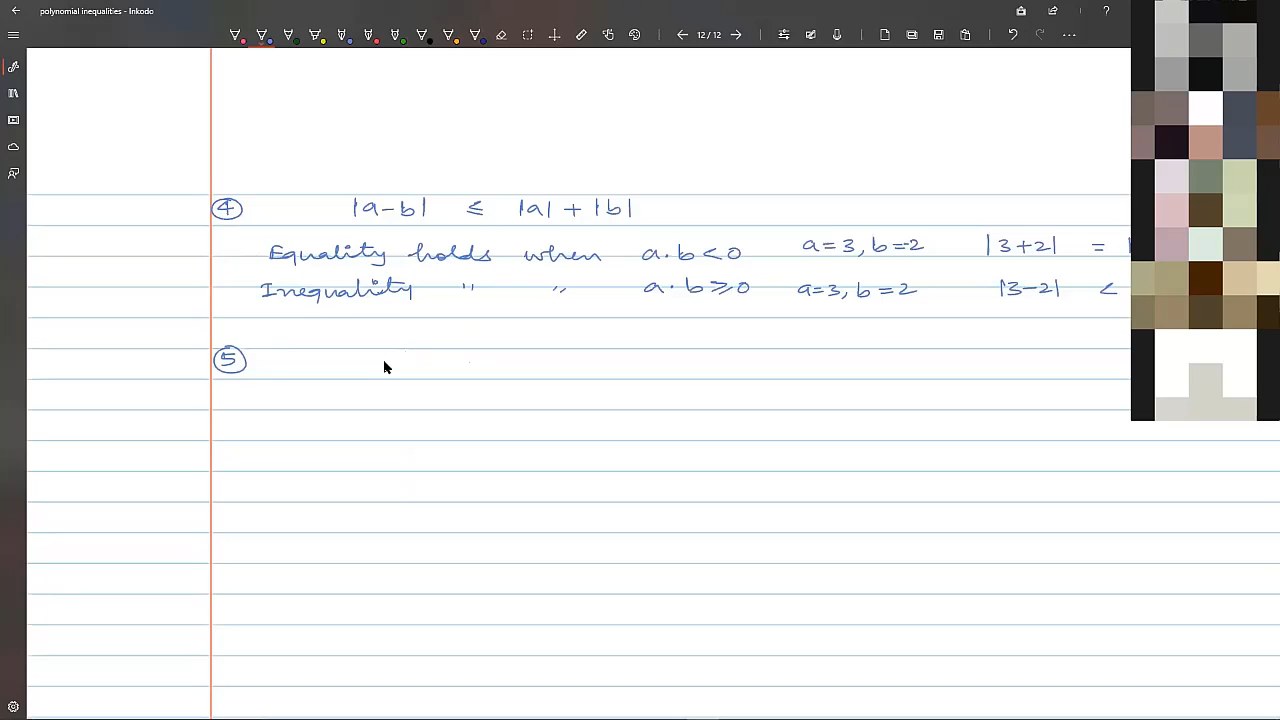 polynomial inequalities - Inkodo
12/12
④ |a-b| ≤ |a| + |b|
Equality holds when a·b<0 a=3, b=-2 |3+2| = |
Inequality " " a·b≥0 a=3, b=2 |3-2| <
⑤